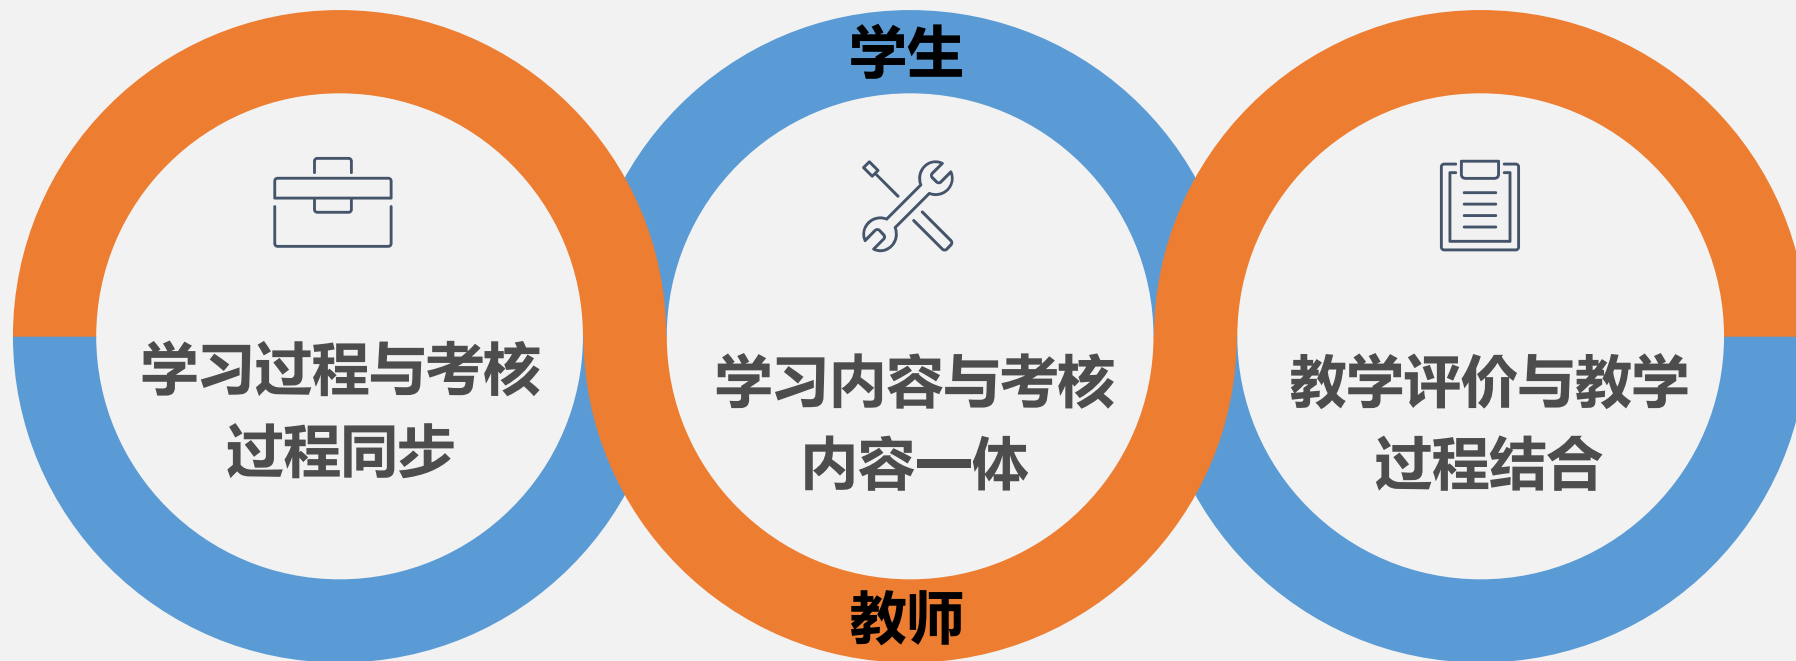 学生
学习过程与考核
过程同步
学习内容与考核
内容一体
教学评价与教学
过程结合
教师